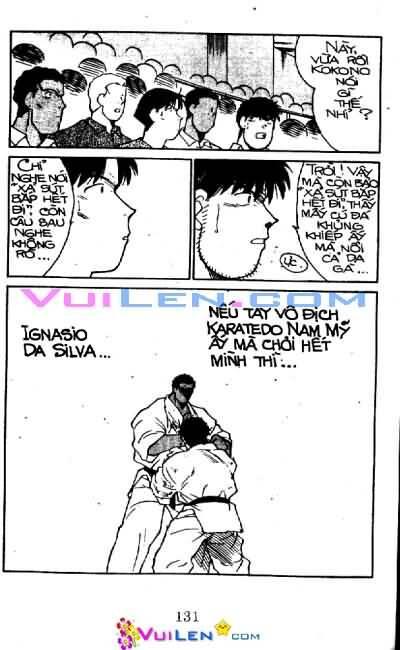 NÀY,
VỪA RỒI
KOKONO
NÓI
GÌ
THẾ
NHỈ ?
CHỈ
NGHE NÓI
"XẢ SÚT
BẮP HẾT
ĐI". CÒN
CÂU SAU
NGHE
KHÔNG
RÕ ...
TRỜI ! VẬY
MÀ CÒN BẢO
"XẢ SÚT BẮP
HẾT ĐI". THẤY
MẤY CÚ ĐÁ
KHỦNG
KHIẾP ẤY
MÀ NỔI
CẢ DA
GÀ ...
ỰC
VuiLen.com
NẾU TAY VÔ ĐỊCH
KARATEDO NAM MỸ
ẤY MÀ CHƠI HẾT
MÌNH THÌ ...
IGNASIO
DA SILVA ...
131
VuiLen.com